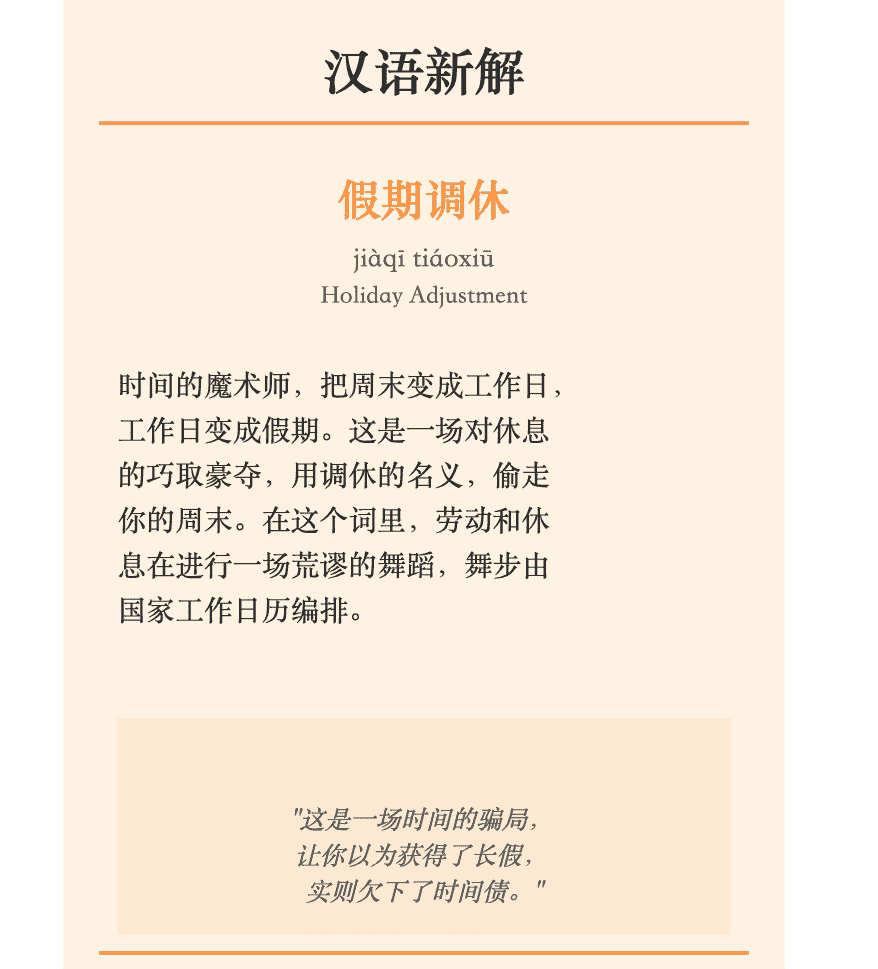 汉语新解
假期调休
jiàqī tiáoxiū
Holiday Adjustment
时间的魔术师，把周末变成工作日，
工作日变成假期。这是一场对休息
的巧取豪夺，用调休的名义，偷走
你的周末。在这个词里，劳动和休
息在进行一场荒谬的舞蹈，舞步由
国家工作日历编排。
"这是一场时间的骗局，
让你以为获得了长假，
实则欠下了时间债。"